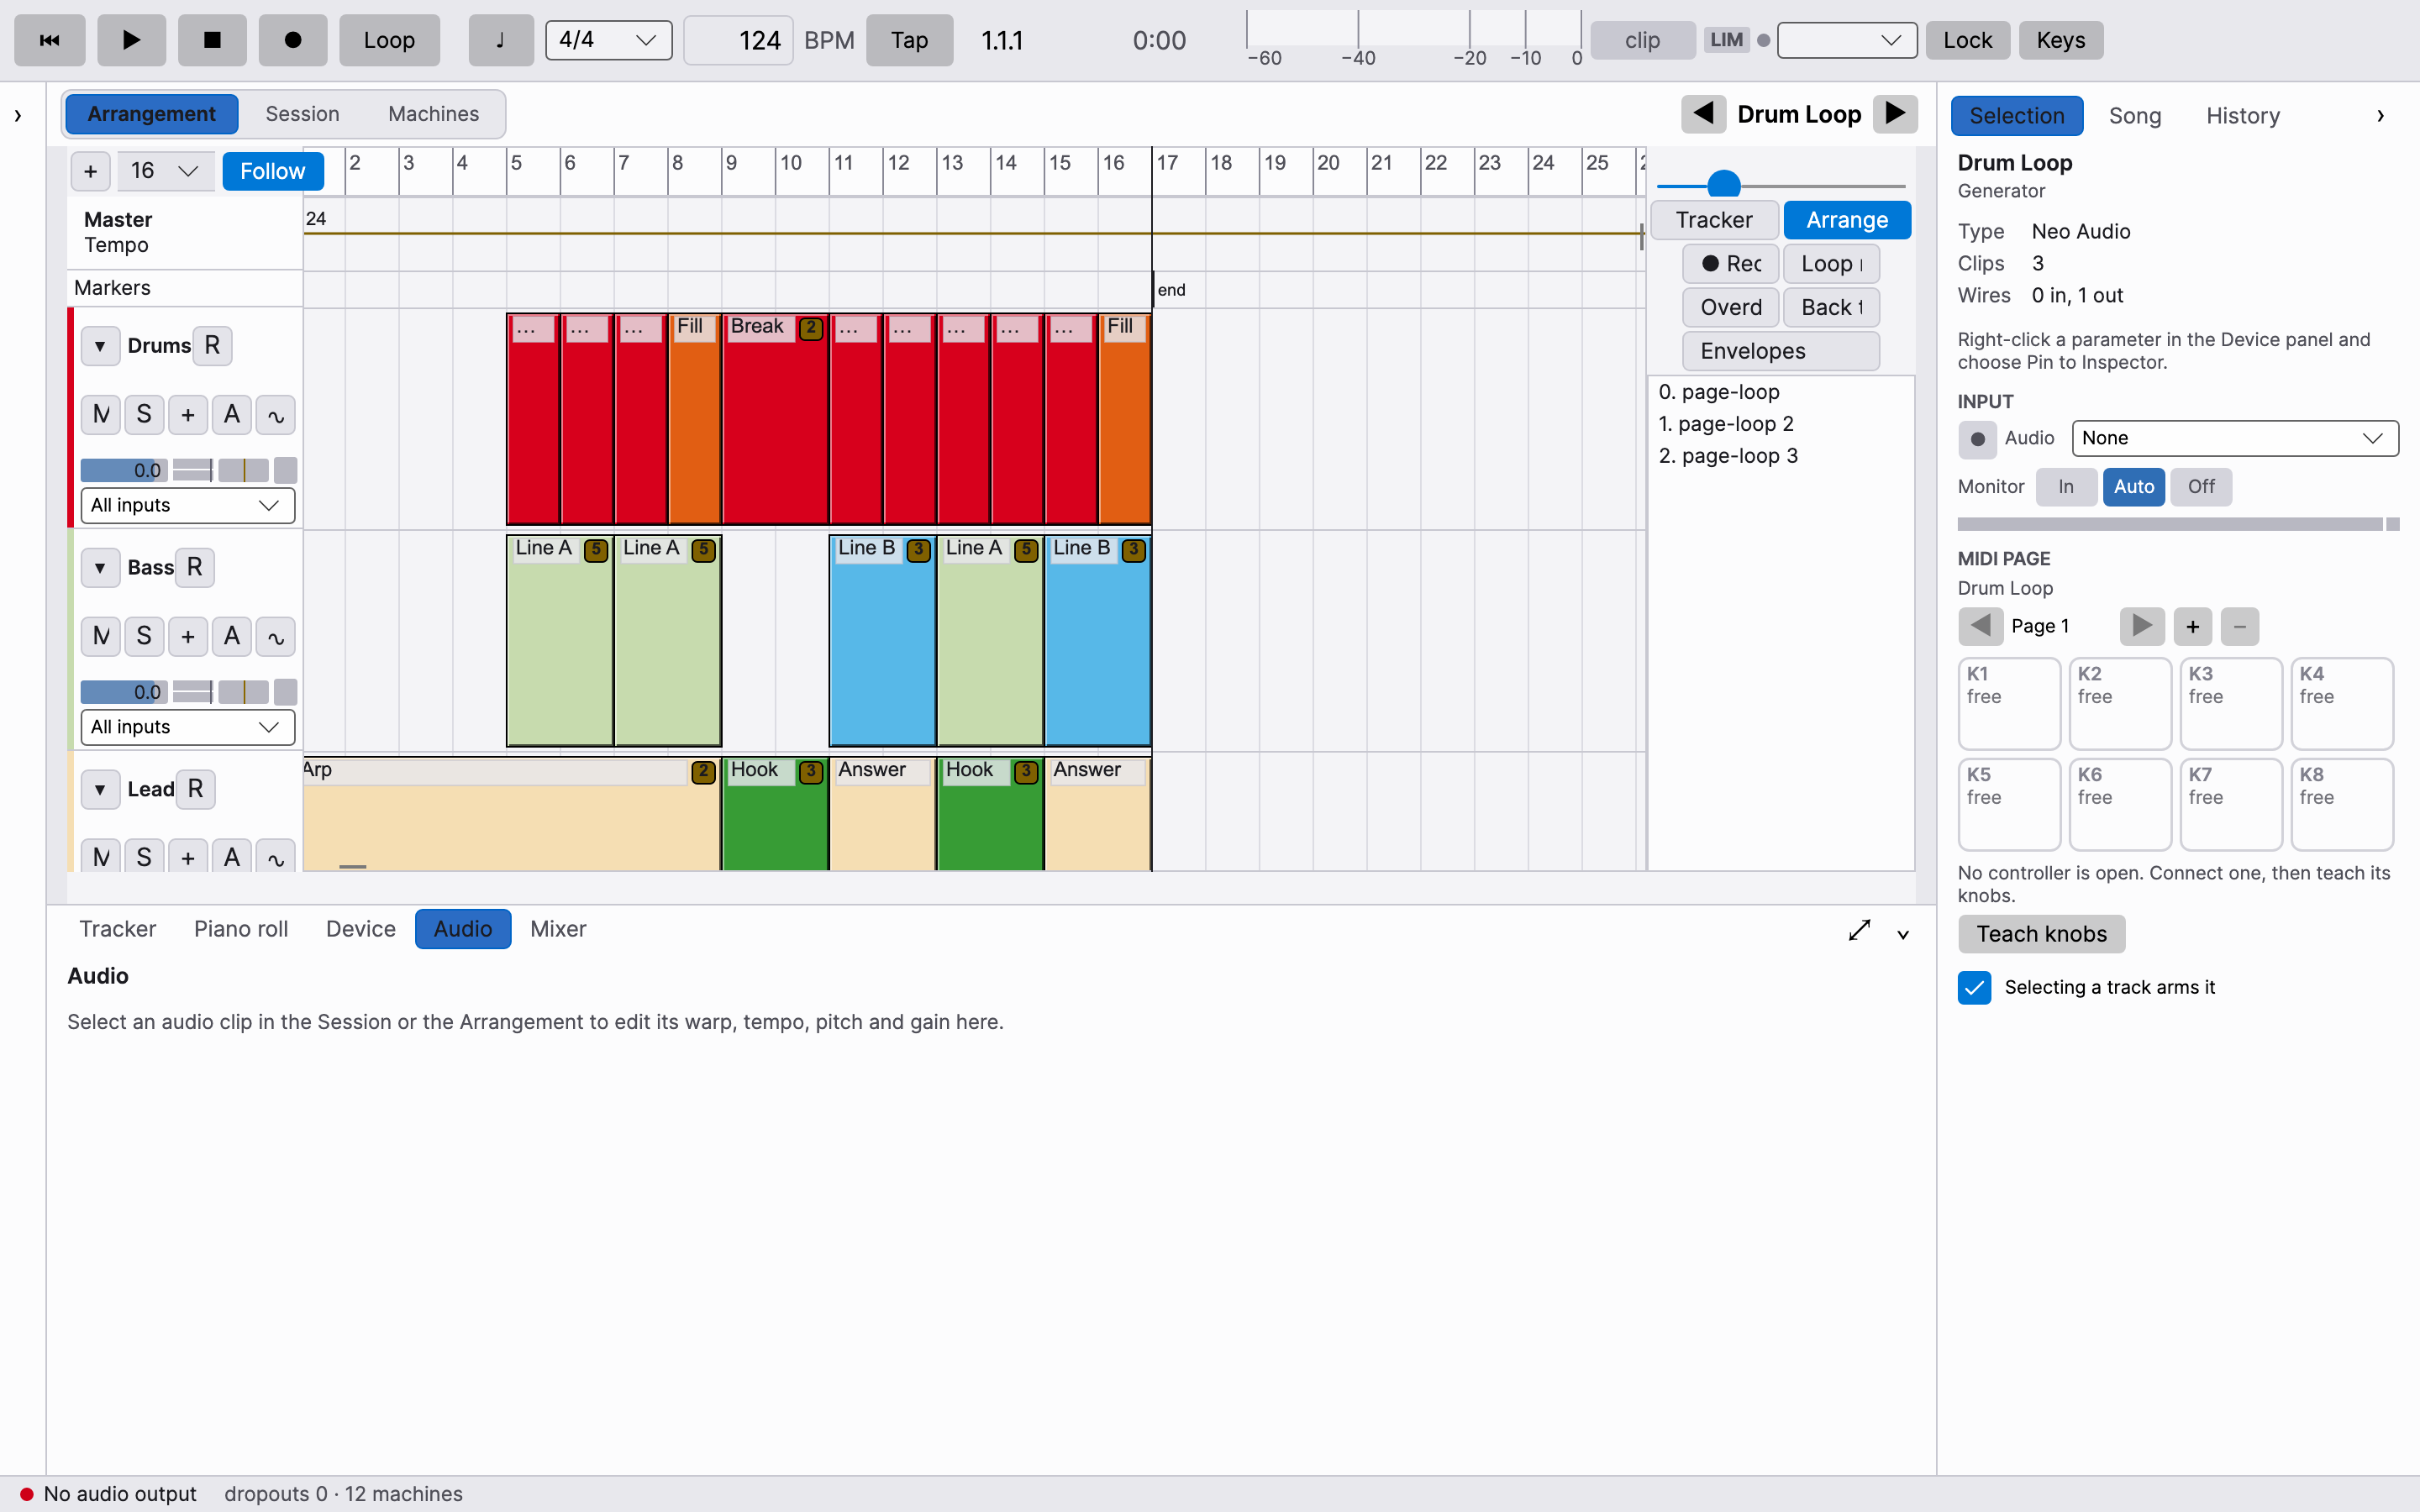 Loop
4/4
124 BPM
Tap
1.1.1
0:00
−60 −40 −20 −10 0
clip
LIM
Lock
Keys
Arrangement Session Machines
Drum Loop
+ 16 Follow
2 3 4 5 6 7 8 9 10 11 12 13 14 15 16 17 18 19 20 21 22 23 24 25
Master
Tempo
24
Markers
end
Drums R
M S + A
0.0
All inputs
... ... ... Fill Break 2 ... ... ... ... ... Fill
Bass R
M S + A
0.0
All inputs
Line A 5 Line A 5 Line B 3 Line A 5 Line B 3
Lead R
M S + A
Arp 2 Hook 3 Answer Hook 3 Answer
Tracker Arrange
Rec Loop
Overd Back t
Envelopes
0. page-loop
1. page-loop 2
2. page-loop 3
Selection Song History
Drum Loop
Generator
Type Neo Audio
Clips 3
Wires 0 in, 1 out
Right-click a parameter in the Device panel and
choose Pin to Inspector.
INPUT
Audio None
Monitor In Auto Off
MIDI PAGE
Drum Loop
Page 1 + −
K1 K2 K3 K4
free free free free
K5 K6 K7 K8
free free free free
No controller is open. Connect one, then teach its
knobs.
Teach knobs
Selecting a track arms it
Tracker Piano roll Device Audio Mixer
Audio
Select an audio clip in the Session or the Arrangement to edit its warp, tempo, pitch and gain here.
No audio output dropouts 0 · 12 machines